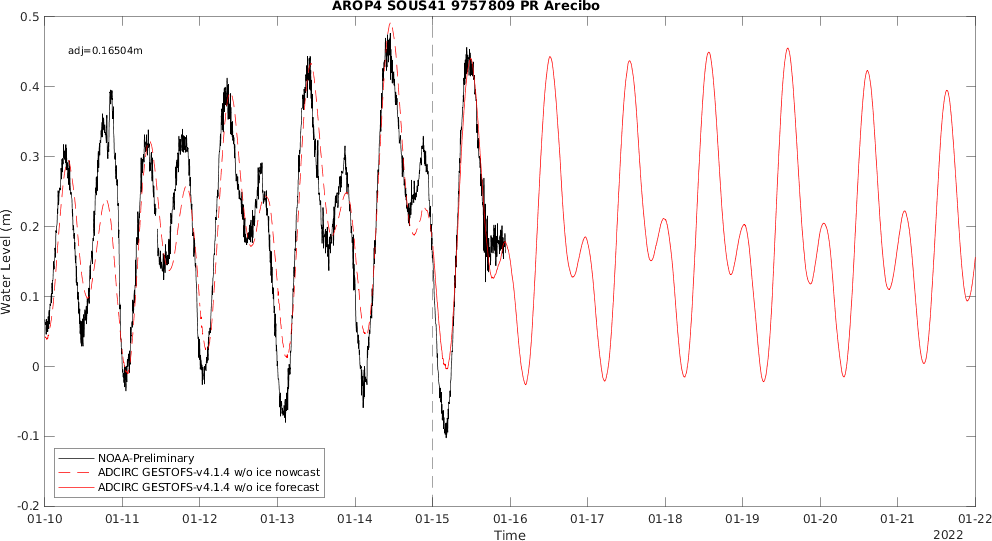 AROP4 SOUS41 9757809 PR Arecibo
adj=0.16504m
0.5
0.4
0.3
0.2
0.1
0
-0.1
-0.2
Water Level (m)
NOAA-Preliminary
ADCIRC GESTOFS-v4.1.4 w/o ice nowcast
ADCIRC GESTOFS-v4.1.4 w/o ice forecast
01-10 01-11 01-12 01-13 01-14 01-15 01-16 01-17 01-18 01-19 01-20 01-21 01-22
Time
2022